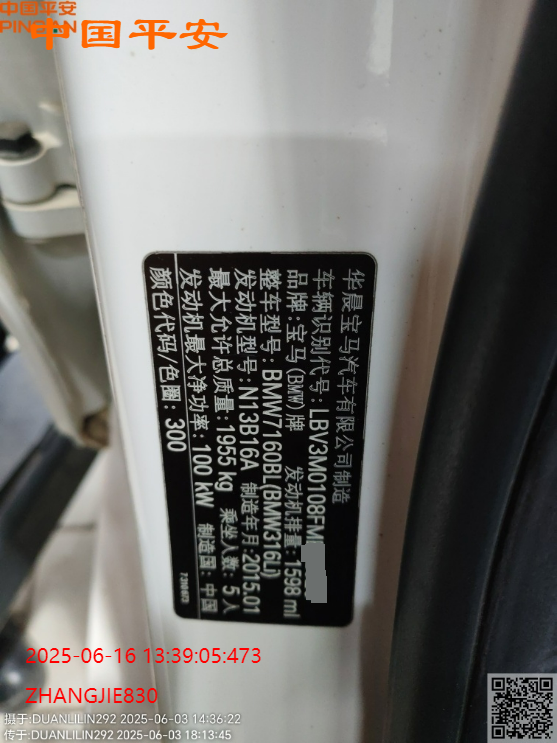 中国平安
PINGAN
中国平安
华晨宝马汽车有限公司制造
车辆识别代号:LBV3M0108FM
品牌:宝马(BMW)牌 发动机排量:1598 ml
整车型号:BMW7160BL(BMW316Li)
发动机型号:N13B16A 制造年月:2015.01
最大允许总质量:1955 kg 乘坐人数:5人
发动机最大净功率:100 kW 制造国:中国
颜色代码/色圈:300
2025-06-16 13:39:05:473
ZHANGJIE830
摄于:DUANLILIN292 2025-06-03 14:36:22
传于:DUANLILIN292 2025-06-03 18:13:45